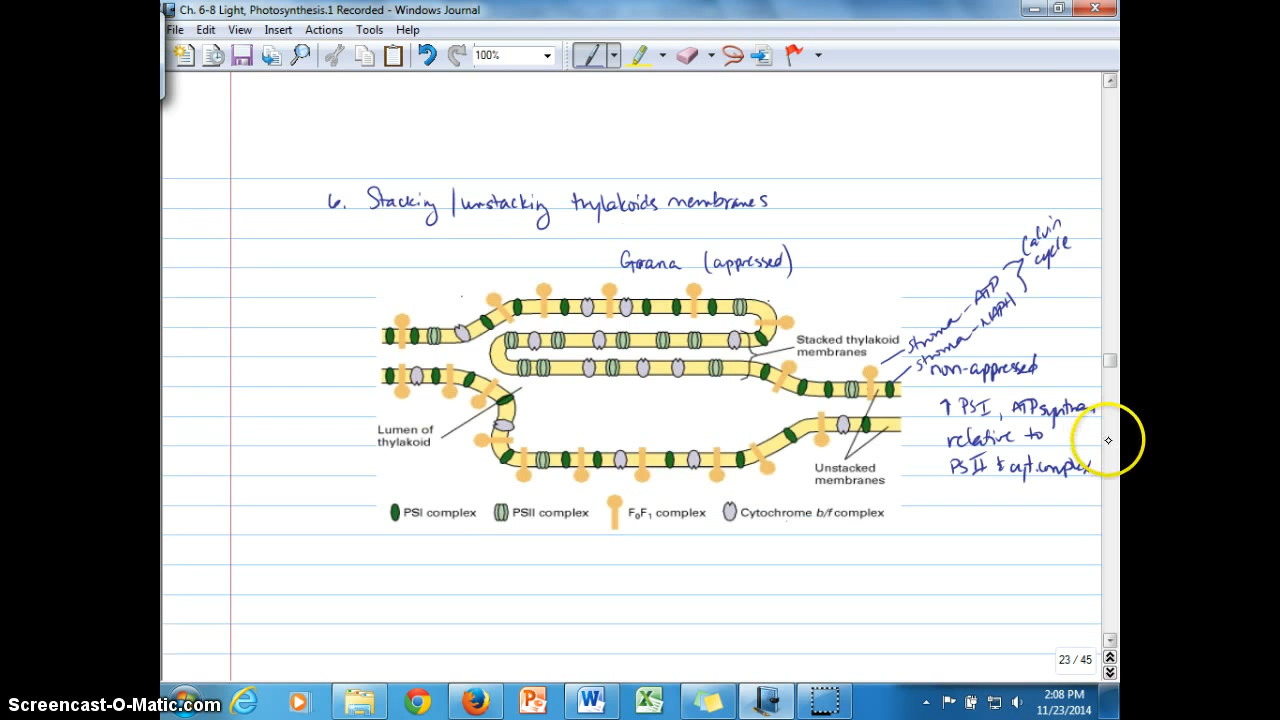 Ch. 6-8 Light, Photosynthesis.1 Recorded - Windows Journal
File Edit View Insert Actions Tools Help
100%
6. Stacking / unstacking thylakoids membranes
Grana (appressed)
Calvin
cycle
stroma - ATP
stroma - NAPH
non-appressed
Stacked thylakoid
membranes
↑ PSI, ATP synthas
relative to
PSII & cyt. complex
Lumen of
thylakoid
Unstacked
membranes
PSI complex PSII complex F0F1 complex Cytochrome b/f complex
23 / 45
Screencast-O-Matic.com
2:08 PM
11/23/2014